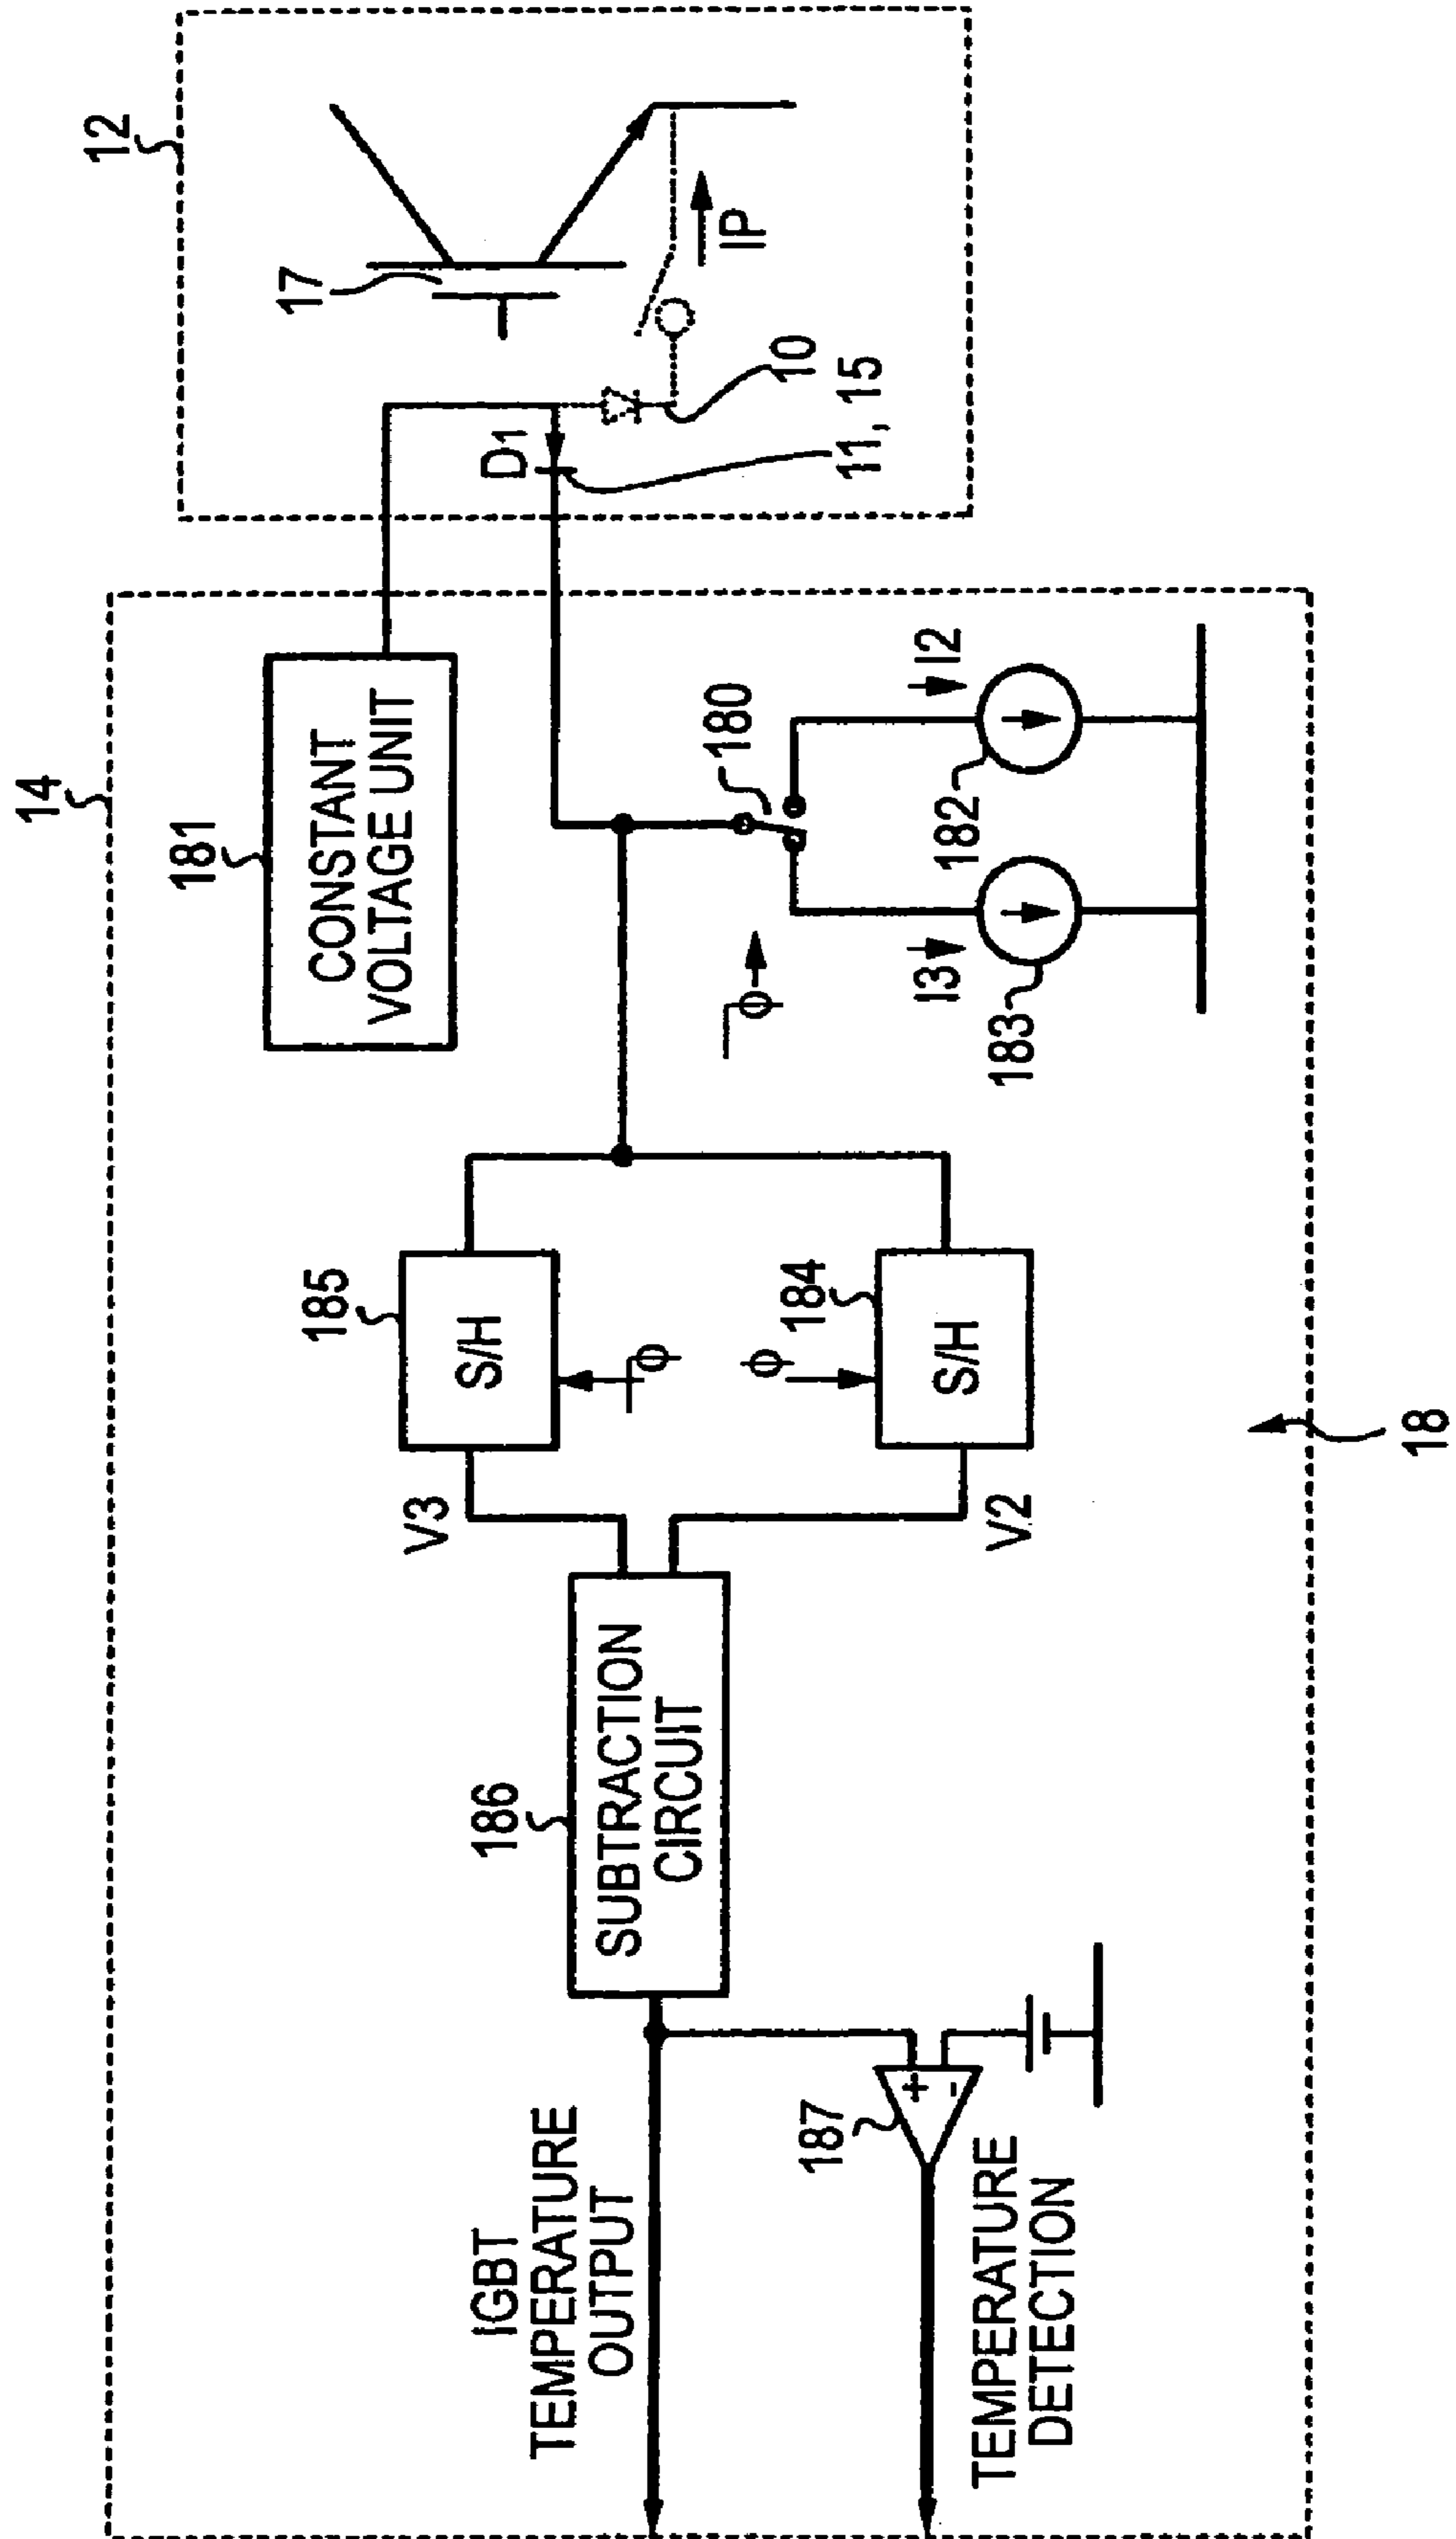 14
12
181
CONSTANT
VOLTAGE UNIT
17
D1
IP
10
11, 15
180
I2
182
I3
183
ϕ
185
S/H
ϕ
ϕ
184
S/H
V3
V2
186
SUBTRACTION
CIRCUIT
18
IGBT
TEMPERATURE
OUTPUT
187
+
-
TEMPERATURE
DETECTION